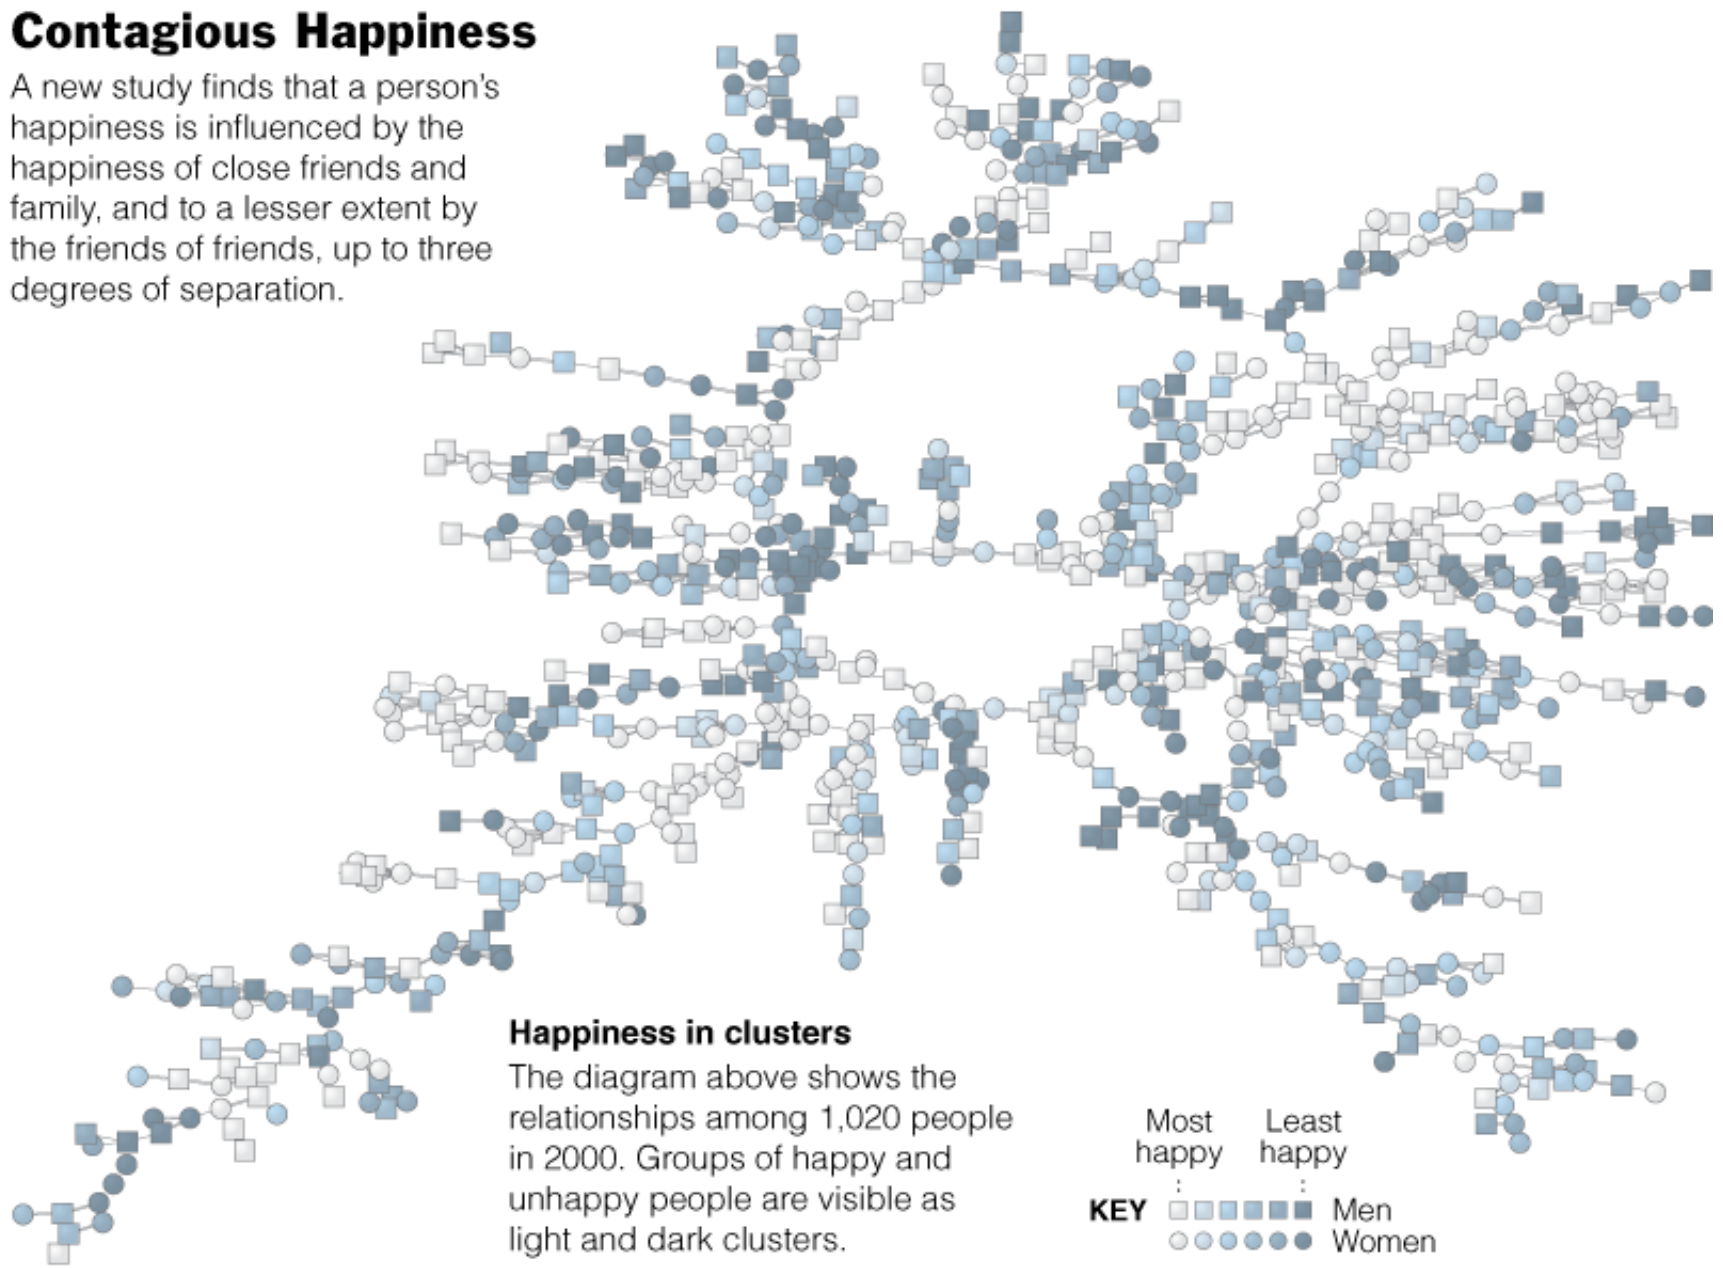 Contagious Happiness
A new study finds that a person's
happiness is influenced by the
happiness of close friends and
family, and to a lesser extent by
the friends of friends, up to three
degrees of separation.
Happiness in clusters
The diagram above shows the
relationships among 1,020 people
in 2000. Groups of happy and
unhappy people are visible as
light and dark clusters.
Most happy
Least happy
KEY
Men
Women